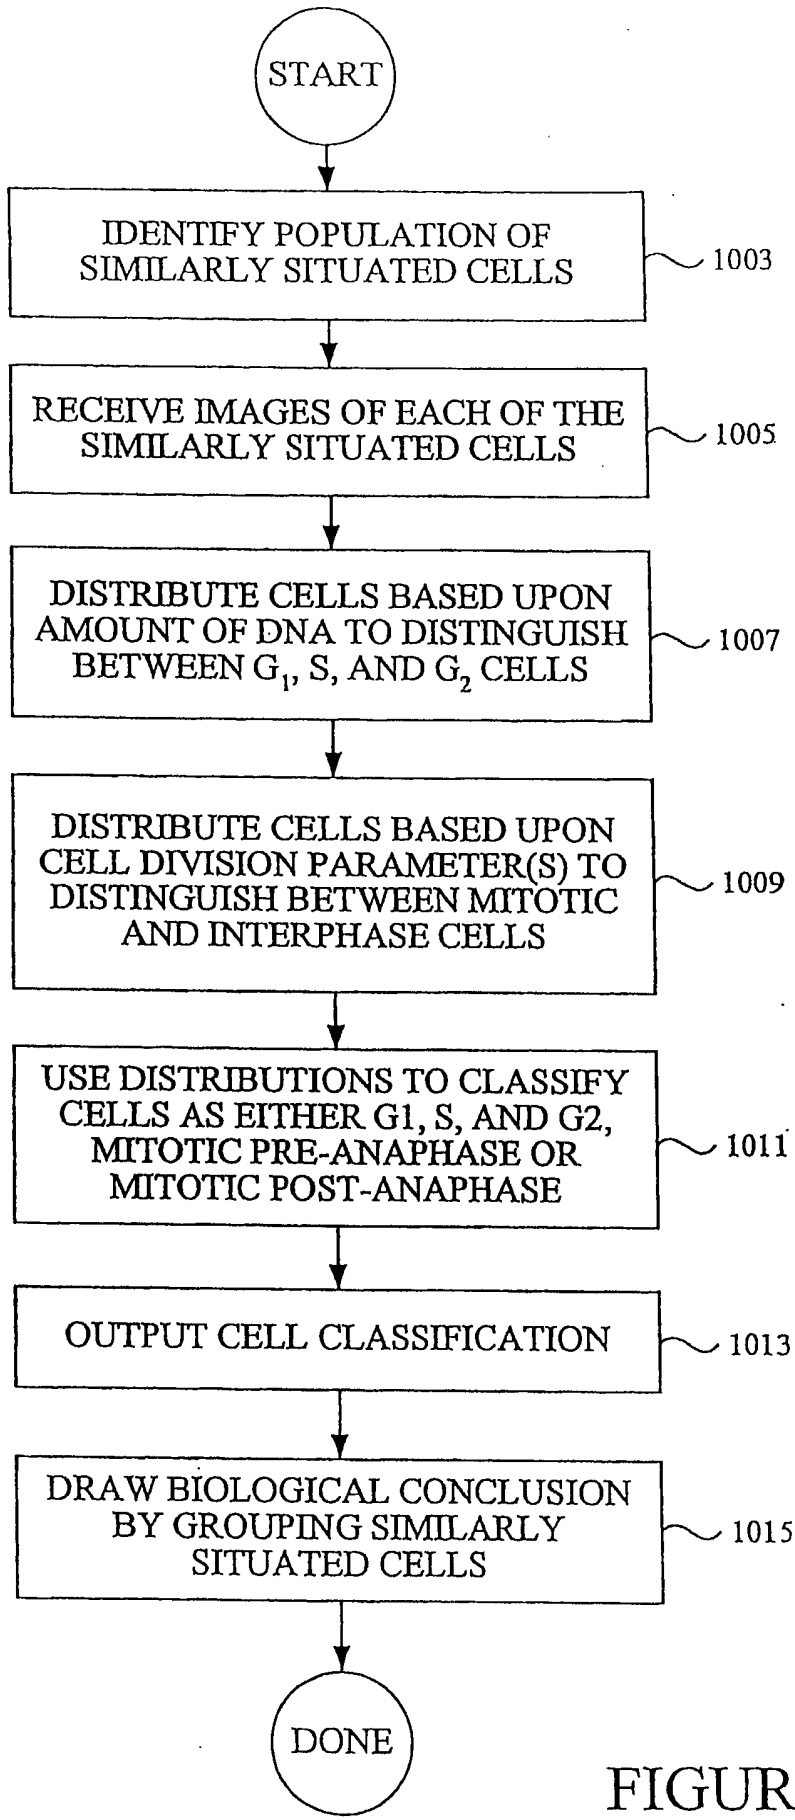 START
IDENTIFY POPULATION OF
SIMILARLY SITUATED CELLS
1003
RECEIVE IMAGES OF EACH OF THE
SIMILARLY SITUATED CELLS
1005
DISTRIBUTE CELLS BASED UPON
AMOUNT OF DNA TO DISTINGUISH
BETWEEN G₁, S, AND G₂ CELLS
1007
DISTRIBUTE CELLS BASED UPON
CELL DIVISION PARAMETER(S) TO
DISTINGUISH BETWEEN MITOTIC
AND INTERPHASE CELLS
1009
USE DISTRIBUTIONS TO CLASSIFY
CELLS AS EITHER G1, S, AND G2,
MITOTIC PRE-ANAPHASE OR
MITOTIC POST-ANAPHASE
1011
OUTPUT CELL CLASSIFICATION
1013
DRAW BIOLOGICAL CONCLUSION
BY GROUPING SIMILARLY
SITUATED CELLS
1015
DONE
FIGUR